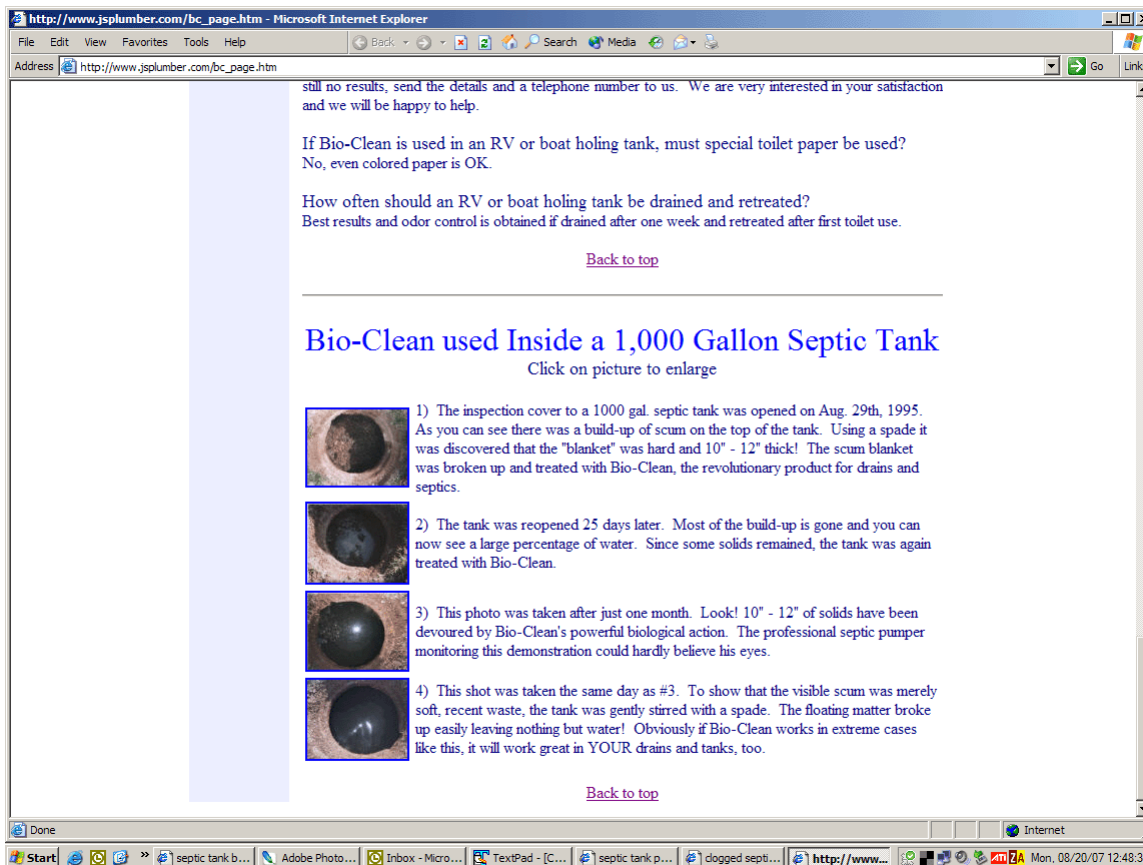 http://www.jsplumber.com/bc_page.htm - Microsoft Internet Explorer
File Edit View Favorites Tools Help Back Search Media
Address http://www.jsplumber.com/bc_page.htm Go Link
still no results, send the details and a telephone number to us. We are very interested in your satisfaction
and we will be happy to help.
If Bio-Clean is used in an RV or boat holing tank, must special toilet paper be used?
No, even colored paper is OK.
How often should an RV or boat holing tank be drained and retreated?
Best results and odor control is obtained if drained after one week and retreated after first toilet use.
Back to top
Bio-Clean used Inside a 1,000 Gallon Septic Tank
Click on picture to enlarge
1) The inspection cover to a 1000 gal. septic tank was opened on Aug. 29th, 1995.
As you can see there was a build-up of scum on the top of the tank. Using a spade it
was discovered that the "blanket" was hard and 10" - 12" thick! The scum blanket
was broken up and treated with Bio-Clean, the revolutionary product for drains and
septics.
2) The tank was reopened 25 days later. Most of the build-up is gone and you can
now see a large percentage of water. Since some solids remained, the tank was again
treated with Bio-Clean.
3) This photo was taken after just one month. Look! 10" - 12" of solids have been
devoured by Bio-Clean's powerful biological action. The professional septic pumper
monitoring this demonstration could hardly believe his eyes.
4) This shot was taken the same day as #3. To show that the visible scum was merely
soft, recent waste, the tank was gently stirred with a spade. The floating matter broke
up easily leaving nothing but water! Obviously if Bio-Clean works in extreme cases
like this, it will work great in YOUR drains and tanks, too.
Back to top
Done Internet
Start » septic tank b... Adobe Photo... Inbox - Micro... TextPad - [C... septic tank p... clogged septi... http://www... ATI ZA Mon, 08/20/07 12:48:3